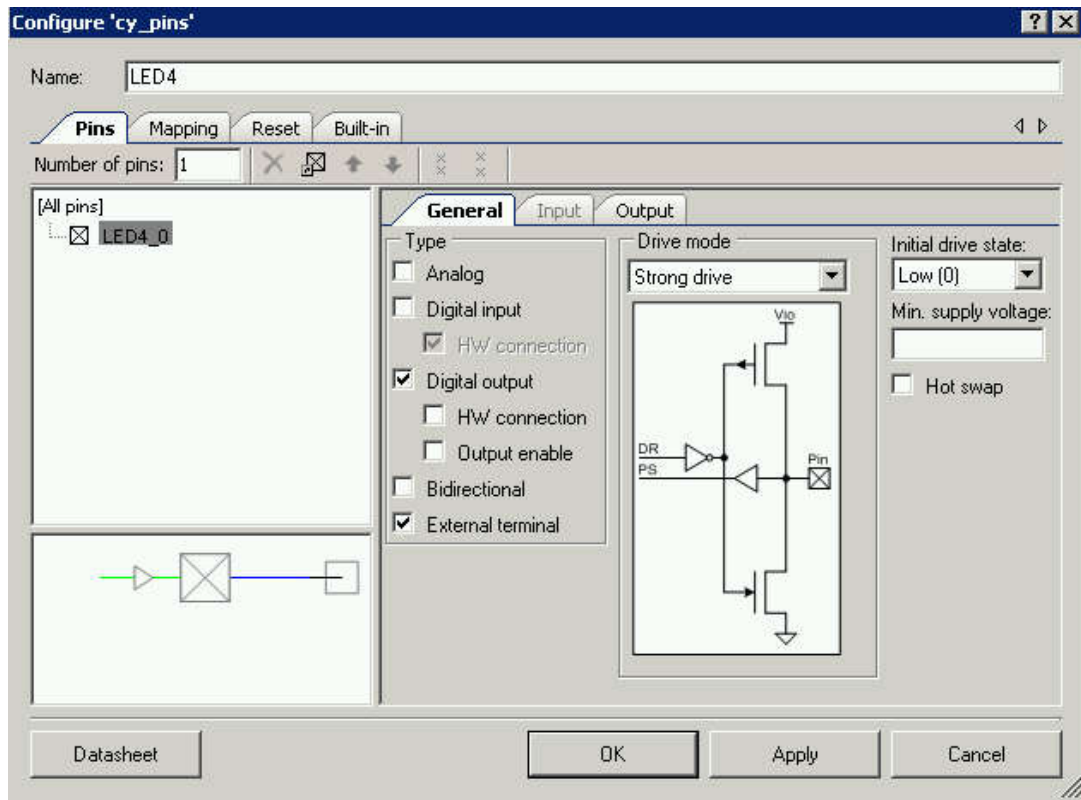 Configure 'cy_pins'
Name: LED4
Pins Mapping Reset Built-in
Number of pins: 1
[All pins]
LED4_0
General Input Output
Type
Analog
Digital input
HW connection
Digital output
HW connection
Output enable
Bidirectional
External terminal
Drive mode
Strong drive
Vio
DR
PS
Pin
Initial drive state:
Low (0)
Min. supply voltage:
Hot swap
Datasheet OK Apply Cancel